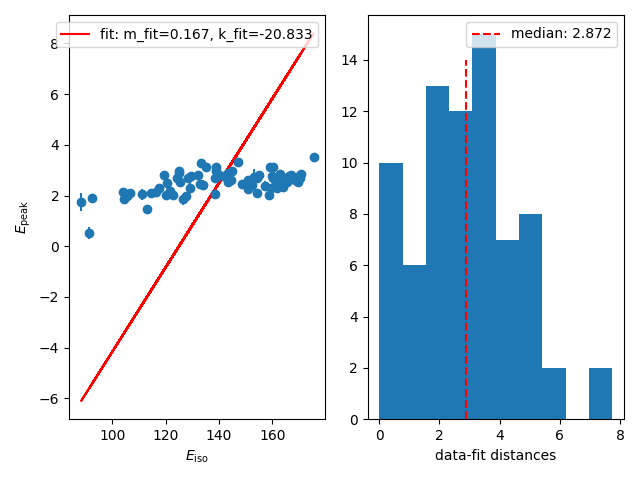 fit: m_fit=0.167, k_fit=-20.833
8
6
4
2
0
−2
−4
−6
E_peak
100 120 140 160
E_iso
median: 2.872
14
12
10
8
6
4
2
0
0 2 4 6 8
data-fit distances